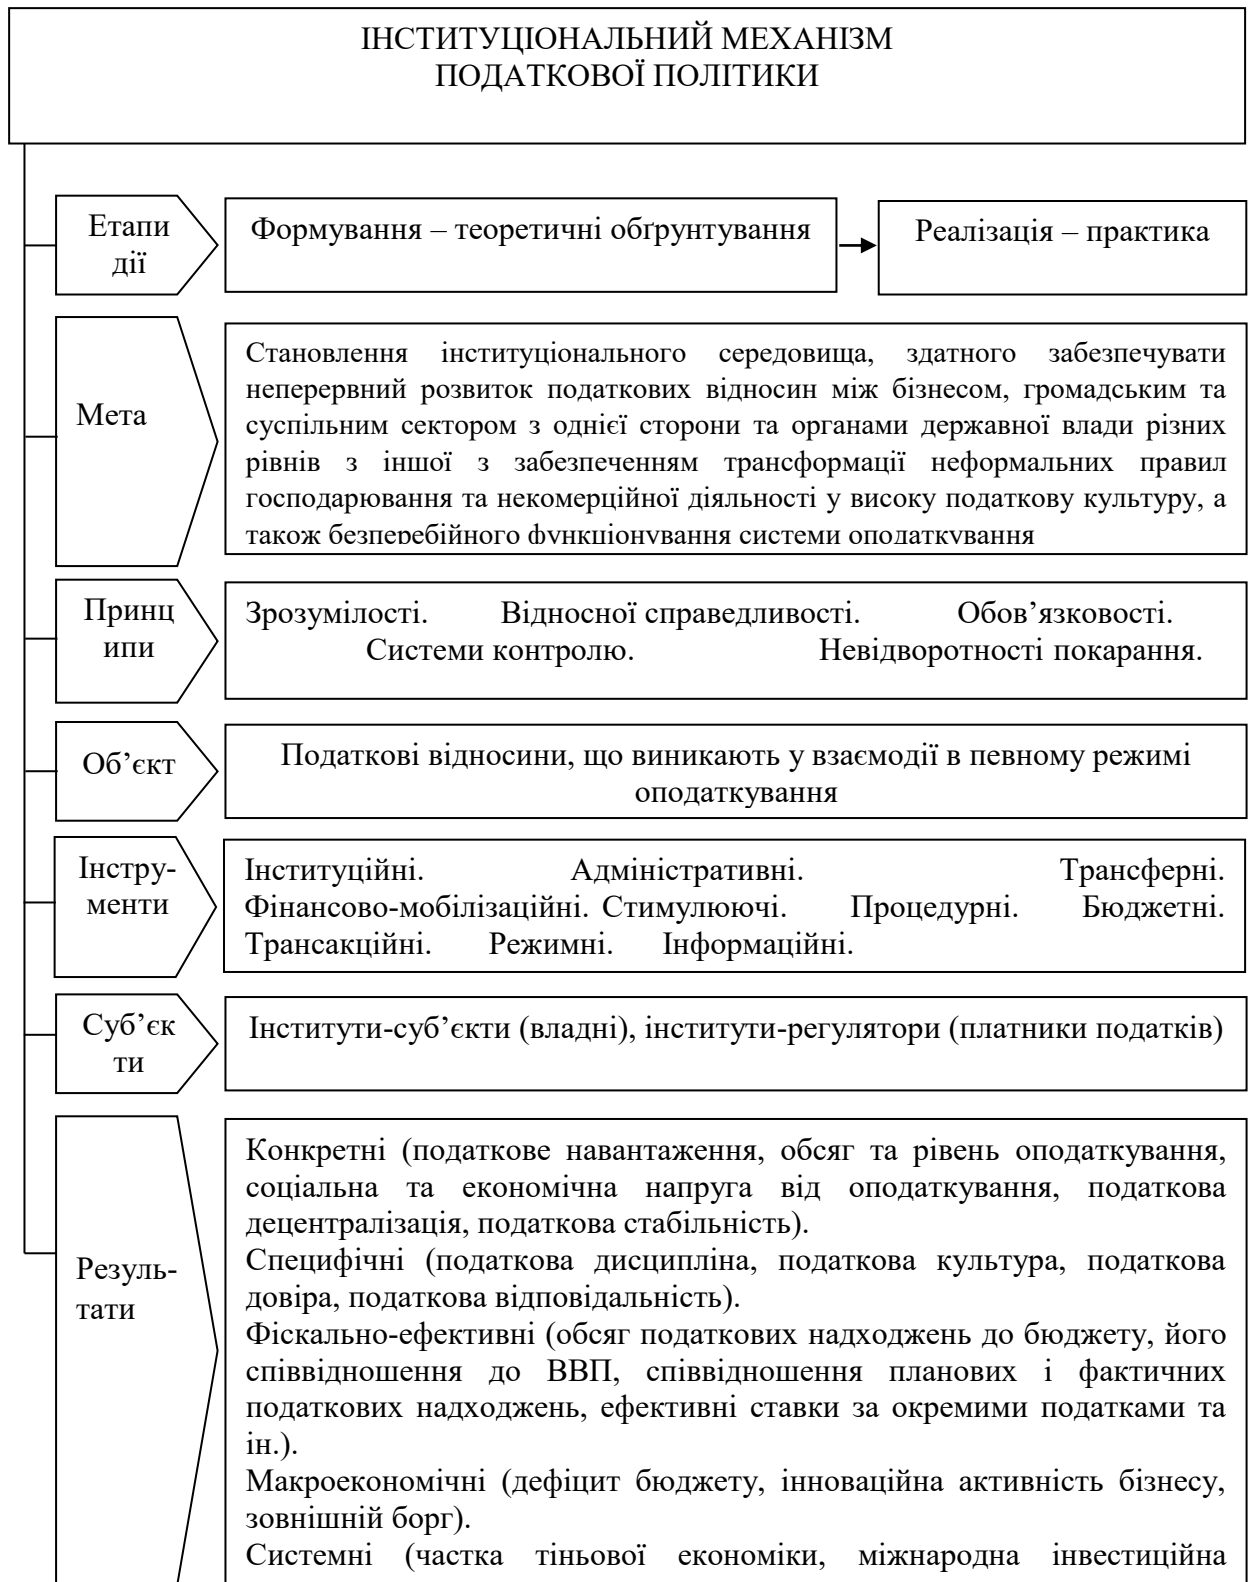 ІНСТИТУЦІОНАЛЬНИЙ МЕХАНІЗМ
ПОДАТКОВОЇ ПОЛІТИКИ
Етапи
дії
Формування – теоретичні обґрунтування
Реалізація – практика
Мета
Становлення інституціонального середовища, здатного забезпечувати
неперервний розвиток податкових відносин між бізнесом, громадським та
суспільним сектором з однієї сторони та органами державної влади різних
рівнів з іншої з забезпеченням трансформації неформальних правил
господарювання та некомерційної діяльності у високу податкову культуру, а
також безперебійного функціонування системи оподаткування
Принц
ипи
Зрозумілості. Відносної справедливості. Обов’язковості.
Системи контролю. Невідворотності покарання.
Об’єкт
Податкові відносини, що виникають у взаємодії в певному режимі
оподаткування
Інстру-
менти
Інституційні. Адміністративні. Трансферні.
Фінансово-мобілізаційні. Стимулюючі. Процедурні. Бюджетні.
Трансакційні. Режимні. Інформаційні.
Суб’єк
ти
Інститути-суб’єкти (владні), інститути-регулятори (платники податків)
Резуль-
тати
Конкретні (податкове навантаження, обсяг та рівень оподаткування,
соціальна та економічна напруга від оподаткування, податкова
децентралізація, податкова стабільність).
Специфічні (податкова дисципліна, податкова культура, податкова
довіра, податкова відповідальність).
Фіскально-ефективні (обсяг податкових надходжень до бюджету, його
співвідношення до ВВП, співвідношення планових і фактичних
податкових надходжень, ефективні ставки за окремими податками та
ін.).
Макроекономічні (дефіцит бюджету, інноваційна активність бізнесу,
зовнішній борг).
Системні (частка тіньової економіки, міжнародна інвестиційна